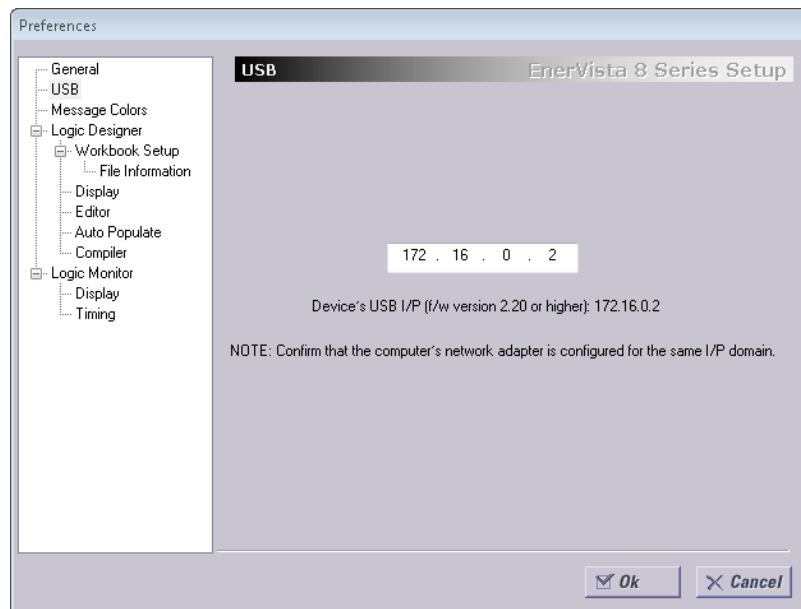 Preferences
General
USB
Message Colors
Logic Designer
Workbook Setup
File Information
Display
Editor
Auto Populate
Compiler
Logic Monitor
Display
Timing
USB EnerVista 8 Series Setup
172 . 16 . 0 . 2
Device's USB I/P (f/w version 2.20 or higher): 172.16.0.2
NOTE: Confirm that the computer's network adapter is configured for the same I/P domain.
Ok Cancel